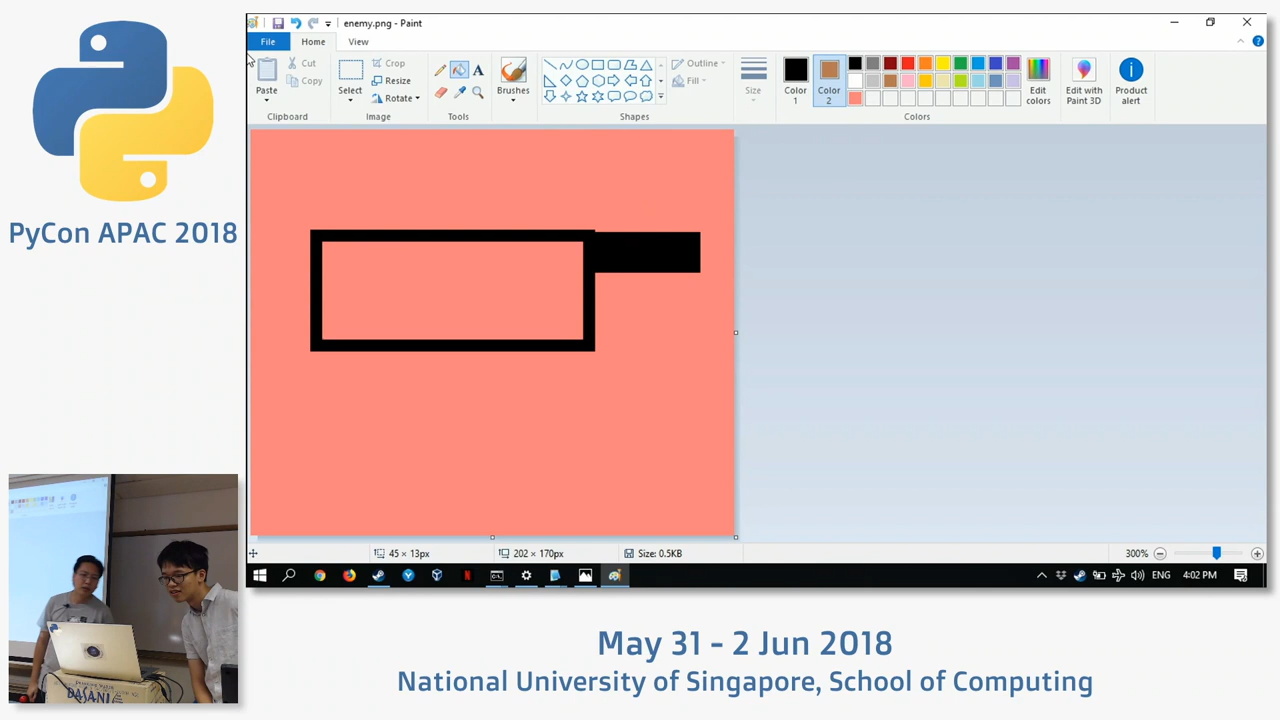 enemy.png - Paint
File
Home
View
Paste
Cut
Copy
Clipboard
Select
Crop
Resize
Rotate
Image
A
Tools
Brushes
Shapes
Outline
Fill
Size
Color 1
Color 2
Edit colors
Colors
Edit with Paint 3D
Product alert
PyCon APAC 2018
45 × 13px
202 × 170px
Size: 0.5KB
300%
ENG
4:02 PM
DASANI
May 31 - 2 Jun 2018
National University of Singapore, School of Computing